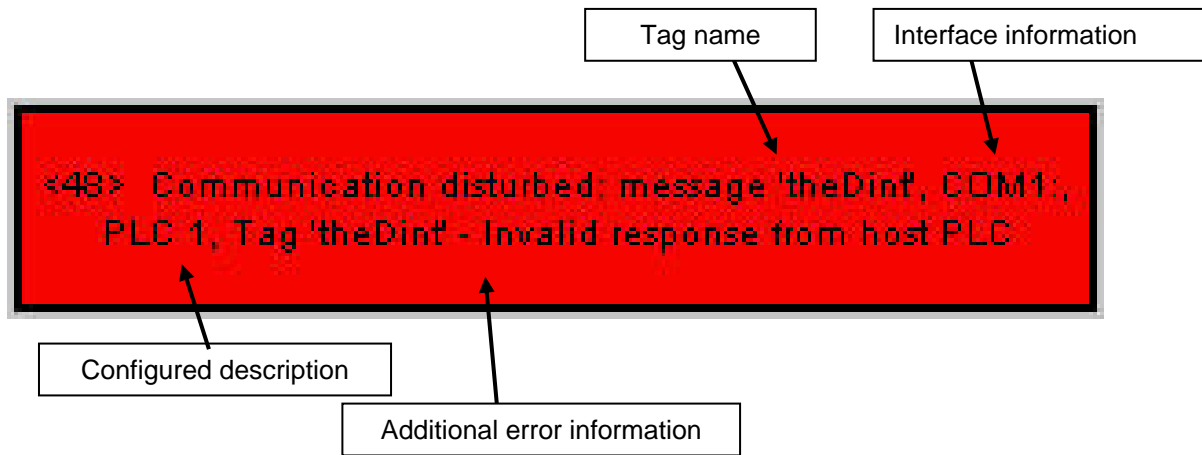 Tag name
Interface information
<48> Communication disturbed: message 'theDint', COM1:,
PLC 1, Tag 'theDint' - Invalid response from host PLC
Configured description
Additional error information